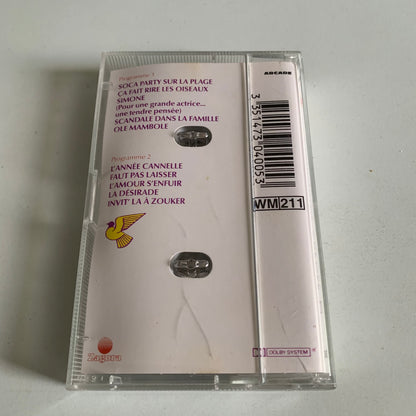 Programme 1
SOCA PARTY SUR LA PLAGE
ÇA FAIT RIRE LES OISEAUX
SIMONE
(Pour une grande actrice...
une tendre pensée)
SCANDALE DANS LA FAMILLE
OLE MAMBOLE
Programme 2
L'ANNÉE CANNELLE
FAUT PAS LAISSER
L'AMOUR S'ENFUIR
LA DÉSIRADE
INVIT' LA À ZOUKER
Zagora
ARCADE
3 351473 040053
WM 211
DOLBY SYSTEM